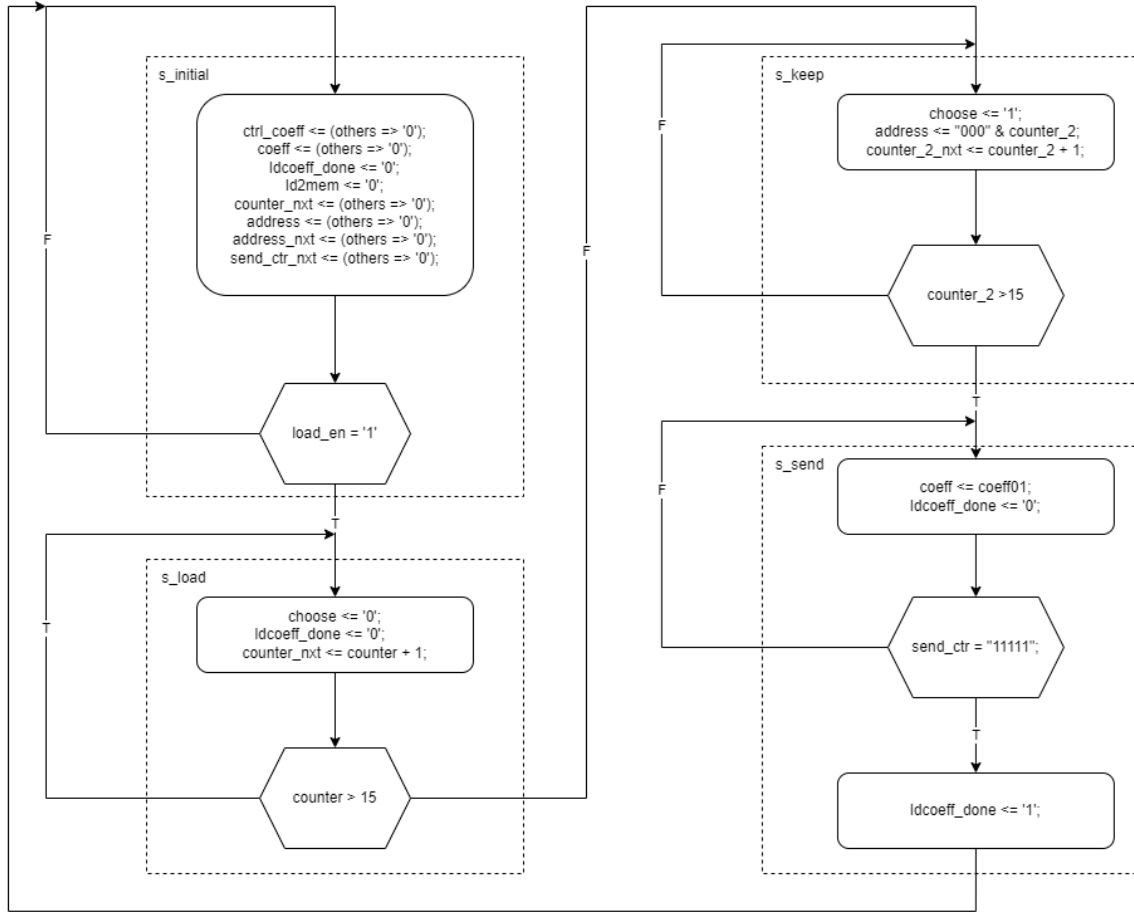 s_initial
ctrl_coeff <= (others => '0');
coeff <= (others => '0');
ldcoeff_done <= '0';
ld2mem <= '0';
counter_nxt <= (others => '0');
address <= (others => '0');
address_nxt <= (others => '0');
send_ctr_nxt <= (others => '0');
F
load_en = '1'
T
s_load
choose <= '0';
ldcoeff_done <= '0';
counter_nxt <= counter + 1;
T
counter > 15
F
s_keep
choose <= '1';
address <= "000" & counter_2;
counter_2_nxt <= counter_2 + 1;
F
counter_2 >15
T
s_send
coeff <= coeff01;
ldcoeff_done <= '0';
F
send_ctr = "11111";
T
ldcoeff_done <= '1';